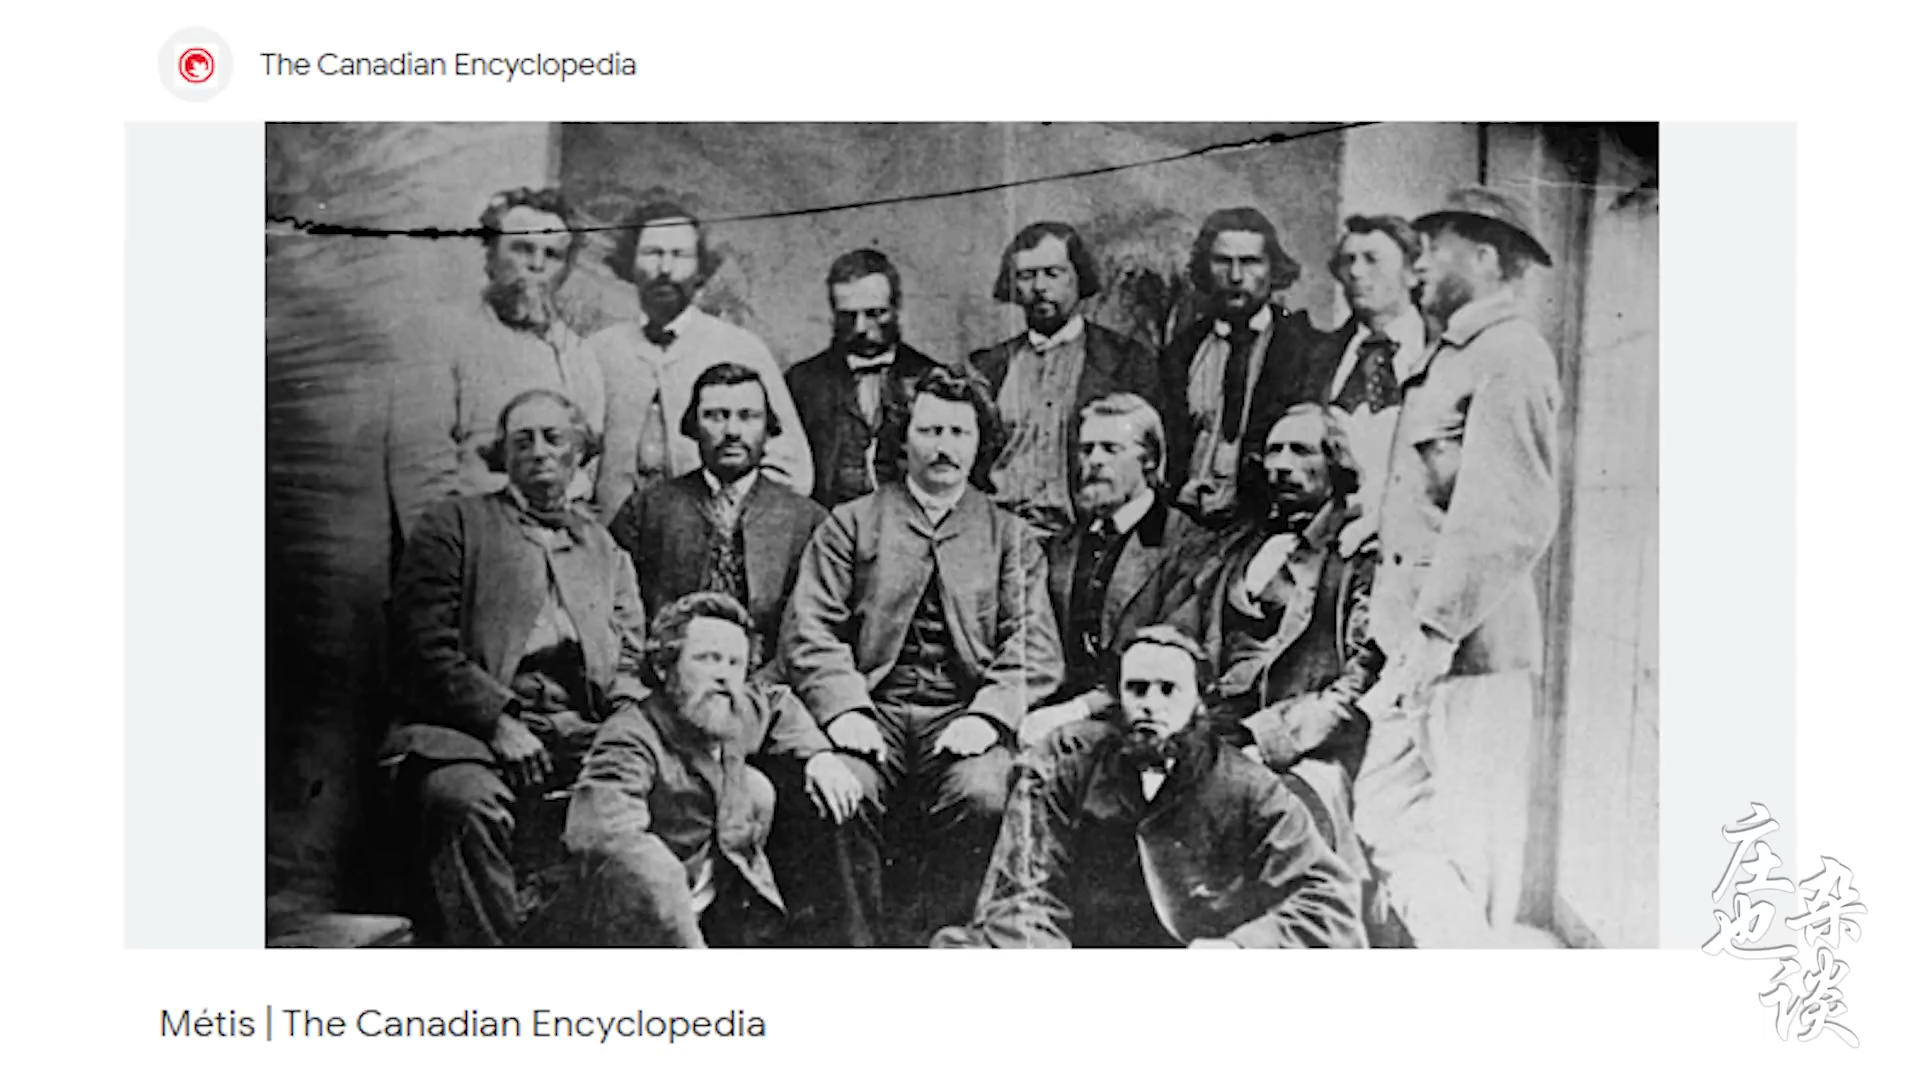 The Canadian Encyclopedia
Métis | The Canadian Encyclopedia
庄也
杂谈